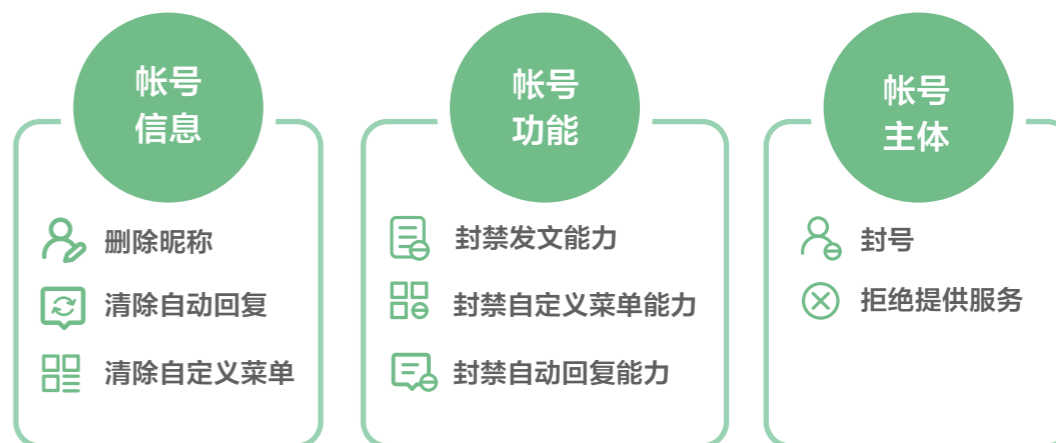 帐号
信息
删除昵称
清除自动回复
清除自定义菜单
帐号
功能
封禁发文能力
封禁自定义菜单能力
封禁自动回复能力
帐号
主体
封号
拒绝提供服务